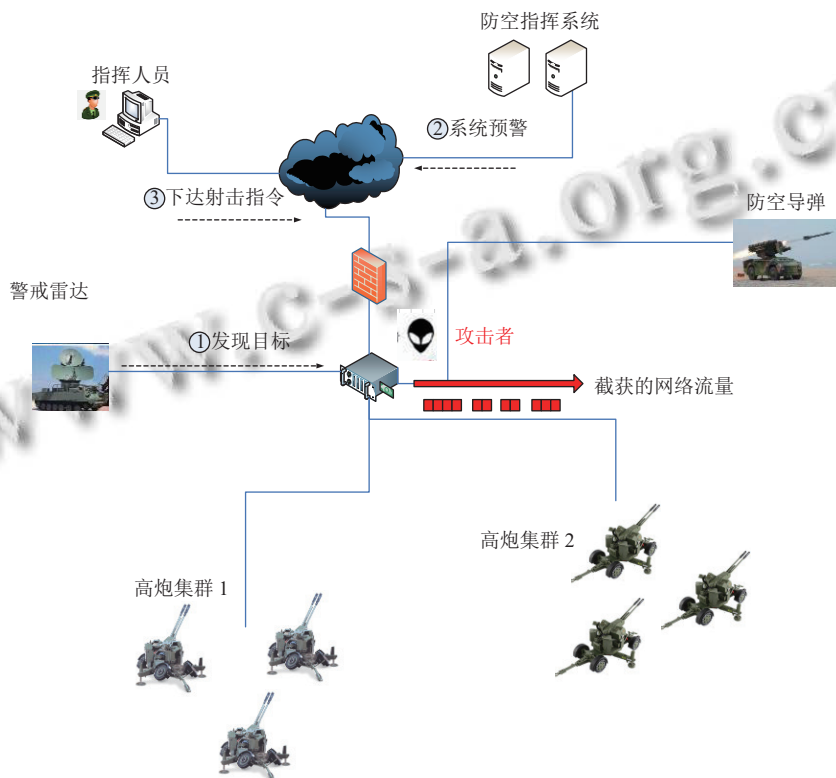 防空指挥系统
指挥人员
②系统预警
③下达射击指令
防空导弹
警戒雷达
①发现目标
攻击者
截获的网络流量
高炮集群 2
高炮集群 1
www.c-s-a.org.c